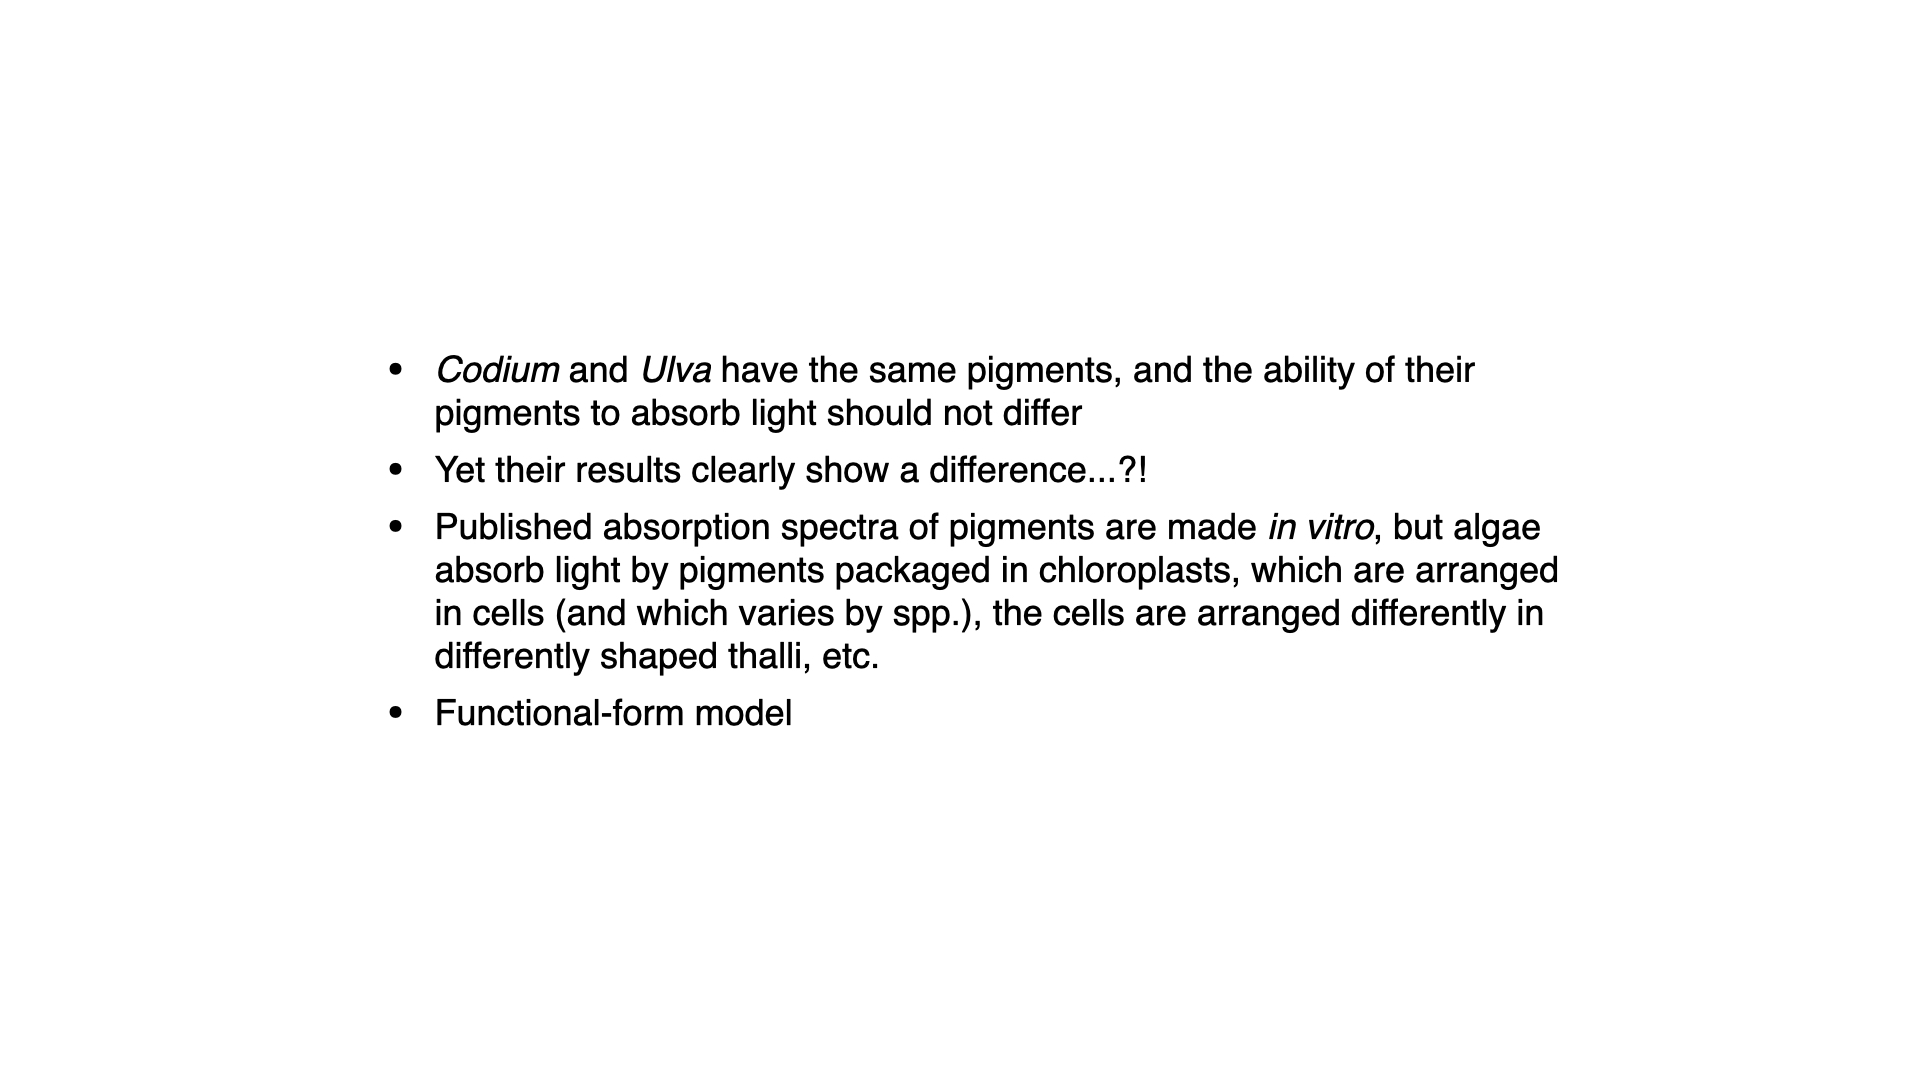 • Codium and Ulva have the same pigments, and the ability of their
pigments to absorb light should not differ
• Yet their results clearly show a difference...?!
• Published absorption spectra of pigments are made in vitro, but algae
absorb light by pigments packaged in chloroplasts, which are arranged
in cells (and which varies by spp.), the cells are arranged differently in
differently shaped thalli, etc.
• Functional-form model